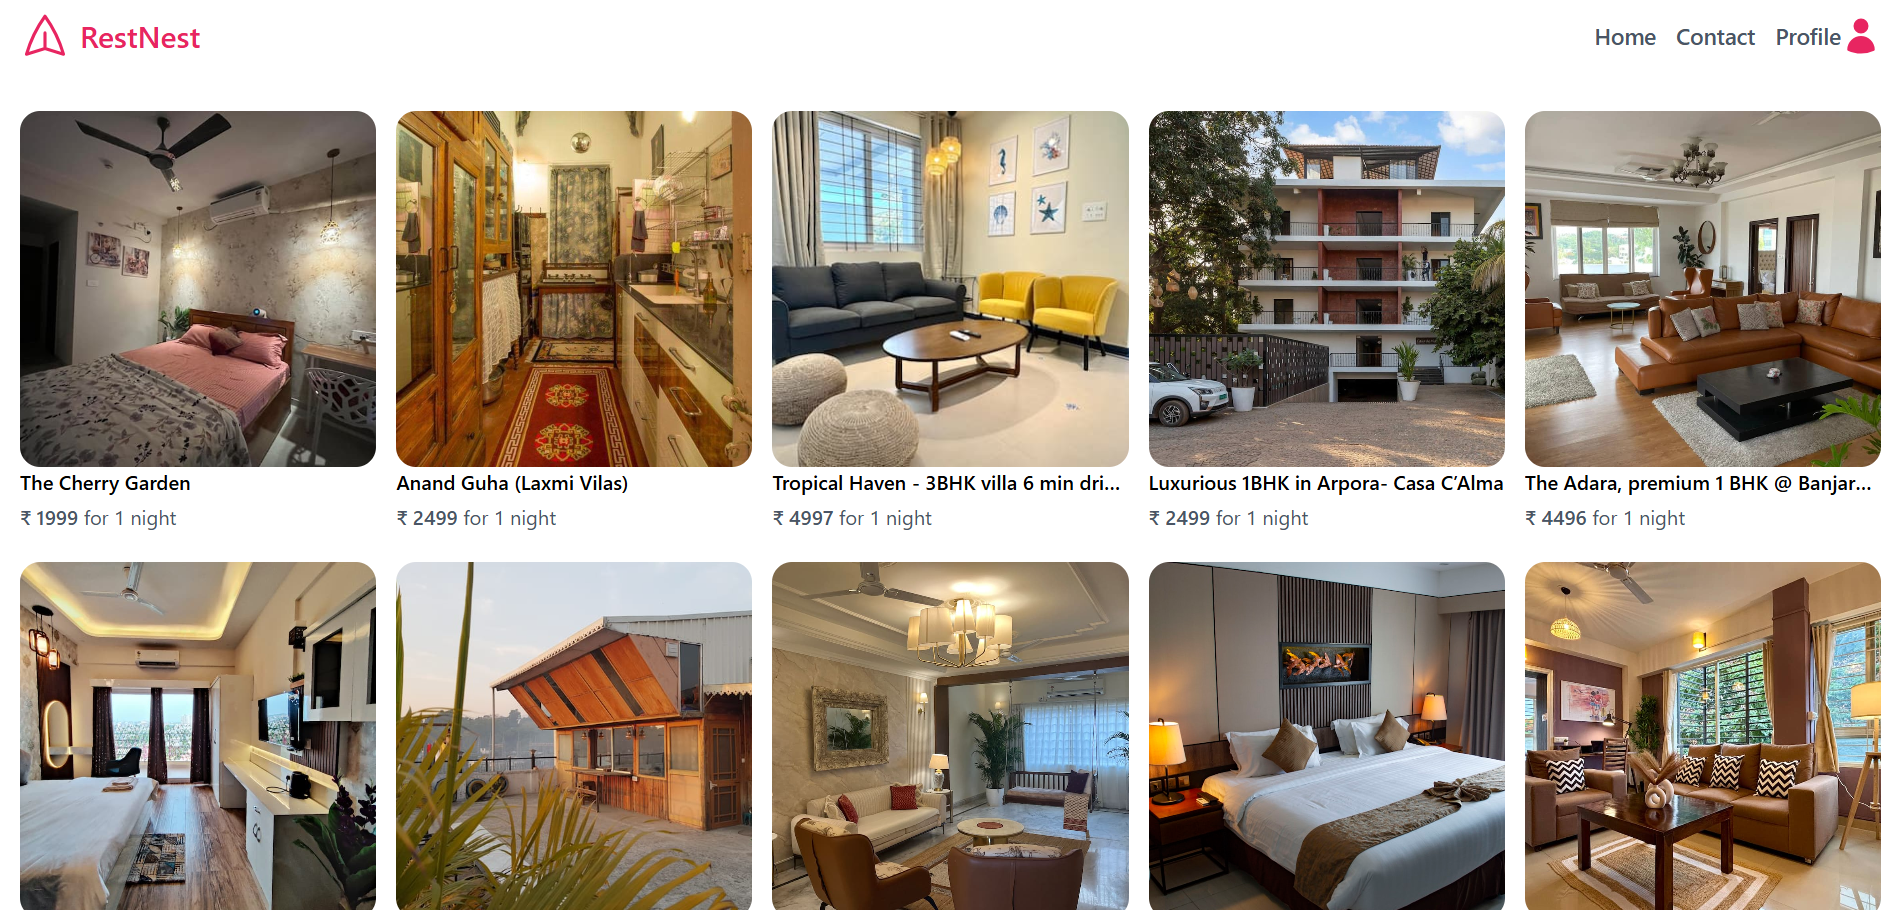 RestNest
Home Contact Profile
The Cherry Garden
₹ 1999 for 1 night
Anand Guha (Laxmi Vilas)
₹ 2499 for 1 night
Tropical Haven - 3BHK villa 6 min dri...
₹ 4997 for 1 night
Luxurious 1BHK in Arpora- Casa C’Alma
₹ 2499 for 1 night
The Adara, premium 1 BHK @ Banjar...
₹ 4496 for 1 night